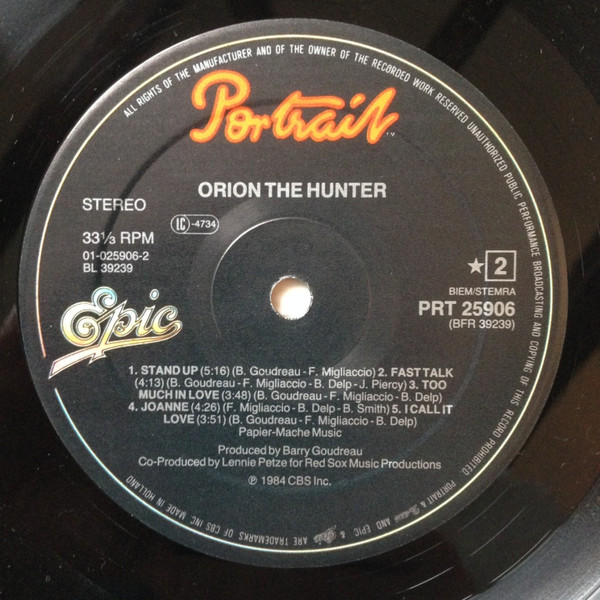 ALL RIGHTS OF THE MANUFACTURER AND OF THE OWNER OF THE RECORDED WORK RESERVED UNAUTHORIZED PUBLIC PERFORMANCE BROADCASTING AND COPYING OF THIS RECORD PROHIBITED
Portrait
TM
ORION THE HUNTER
STEREO
LC-4734
33⅓ RPM
01-025906-2
BL 39239
★ 2
BIEM/STEMRA
PRT 25906
(BFR 39239)
Epic
1. STAND UP (5:16) (B. Goudreau - F. Migliaccio) 2. FAST TALK
(4:13) (B. Goudreau - F. Migliaccio - B. Delp - J. Piercy) 3. TOO
MUCH IN LOVE (3:48) (B. Goudreau - F. Migliaccio)
4. JOANNE (4:26) (F. Migliaccio - B. Delp - B. Smith) 5. I CALL IT
LOVE (3:51) (B. Goudreau - F. Migliaccio - B. Delp)
Papier-Mache Music
Produced by Barry Goudreau
Co-Produced by Lennie Petze for Red Sox Music Productions
℗ 1984 CBS Inc.
PORTRAIT & Portrait AND EPIC & Epic ARE TRADEMARKS OF CBS INC. MADE IN HOLLAND